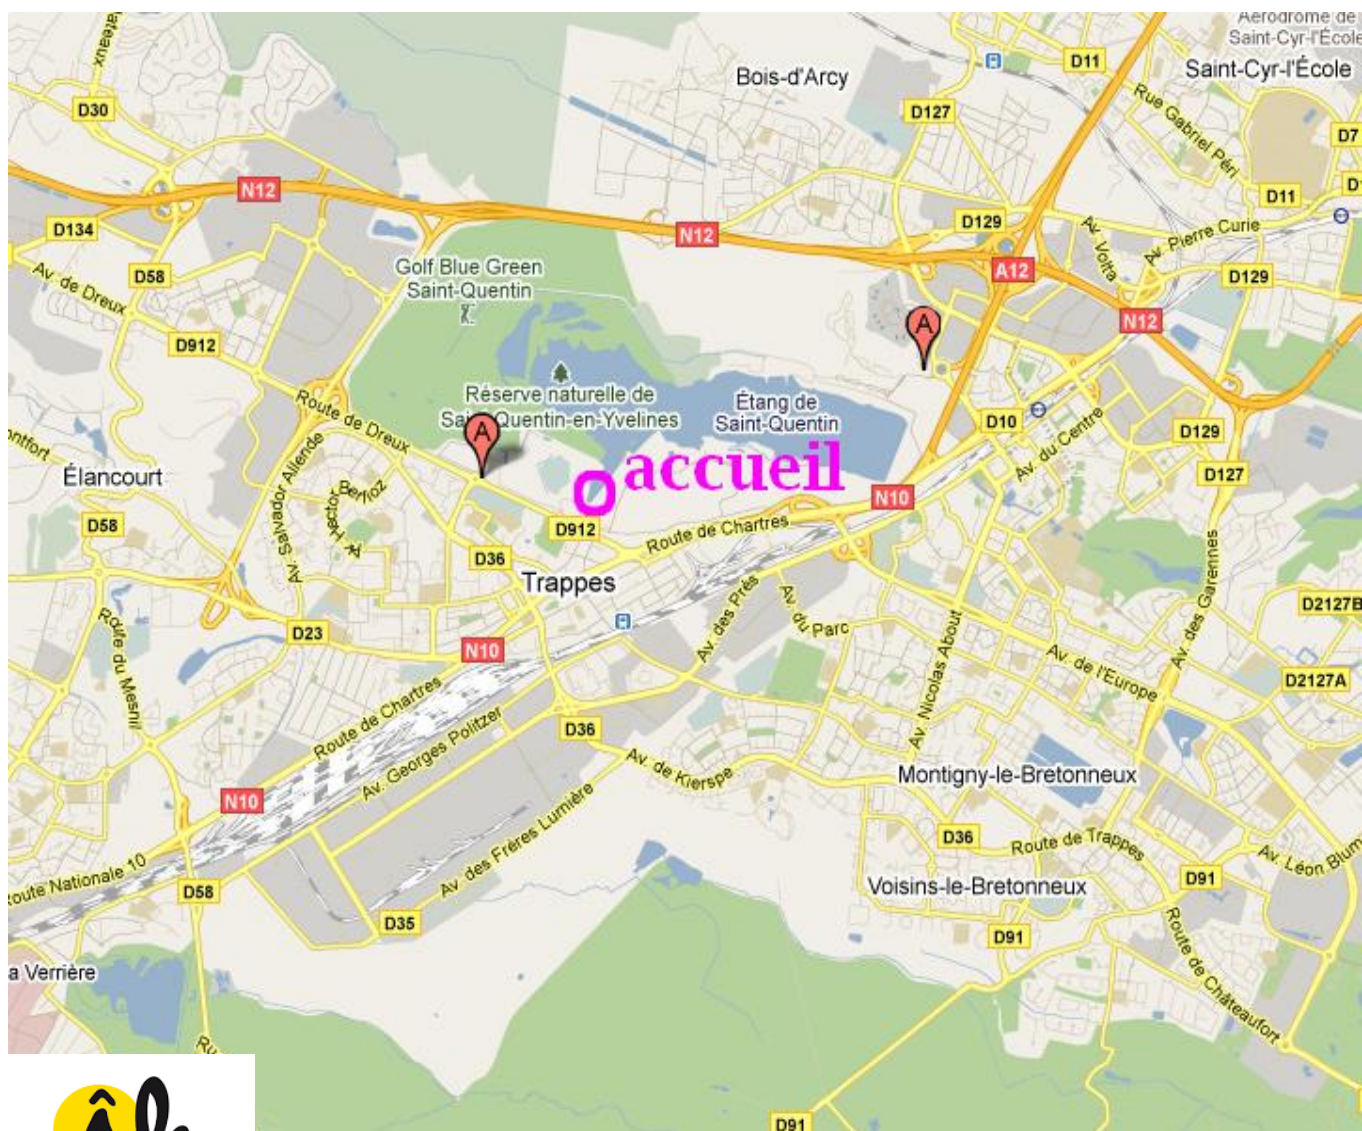 Aérodrome de
Saint-Cyr-l'École
Saint-Cyr-l'École
Bois-d'Arcy
D11
D30
D127
Rue Gabriel Péri
D7
D11
N12
D134
N12
D129
Av. Volta
Av. Pierre Curie
Av. de Dreux
D58
Golf Blue Green
Saint-Quentin
A12
D129
N12
D912
A
Réserve naturelle de
Saint-Quentin-en-Yvelines
Étang de
Saint-Quentin
Route de Dreux
A
D10
Av. du Centre
D129
Élancourt
Av. Salvador Allende
Av. Hector Berlioz
accueil
D127
N10
D58
D912
Route de Chartres
D36
Trappes
Av. des Prés
Av. du Parc
Av. des Garennes
D2127B
Route du Mesnil
D23
N10
Av. Nicolas About
Av. de l'Europe
D2127A
Route de Chartres
Av. Georges Politzer
D36
Av. de Kierspe
Montigny-le-Bretonneux
N10
Av. des Frères Lumière
D36
Route de Trappes
Av. Léon Blum
Route Nationale 10
D58
Voisins-le-Bretonneux
D91
D35
D91
Route de Châteaufort
a Verrière
D91